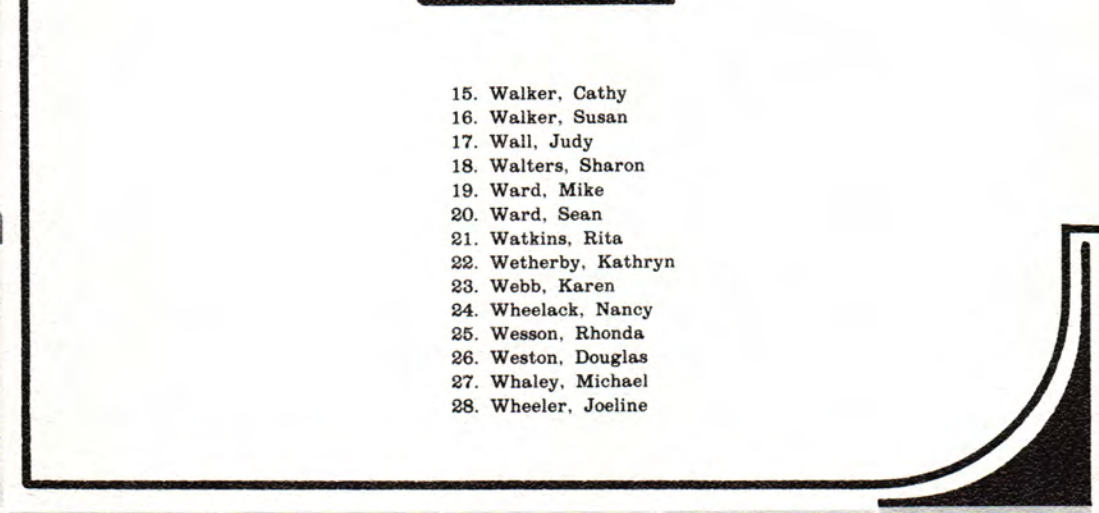 15. Walker, Cathy
16. Walker, Susan
17. Wall, Judy
18. Walters, Sharon
19. Ward, Mike
20. Ward, Sean
21. Watkins, Rita
22. Wetherby, Kathryn
23. Webb, Karen
24. Wheelack, Nancy
25. Wesson, Rhonda
26. Weston, Douglas
27. Whaley, Michael
28. Wheeler, Joeline